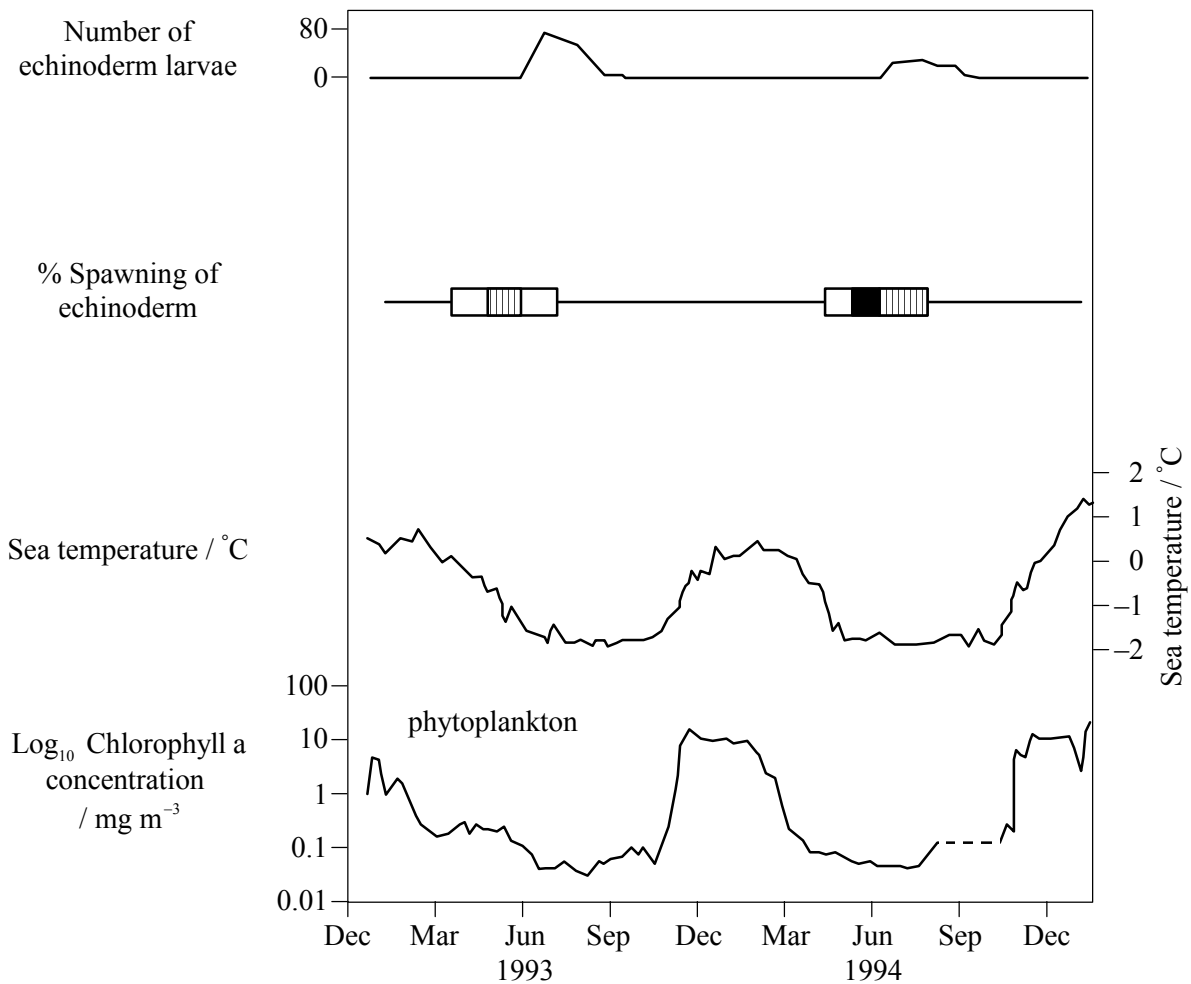 Number of
echinoderm larvae
80
0
% Spawning of
echinoderm
Sea temperature / °C
2
1
0
−1
−2
Sea temperature / °C
Log₁₀ Chlorophyll a
concentration
/ mg m⁻³
100
10
1
0.1
0.01
phytoplankton
Dec Mar Jun Sep Dec Mar Jun Sep Dec
1993 1994